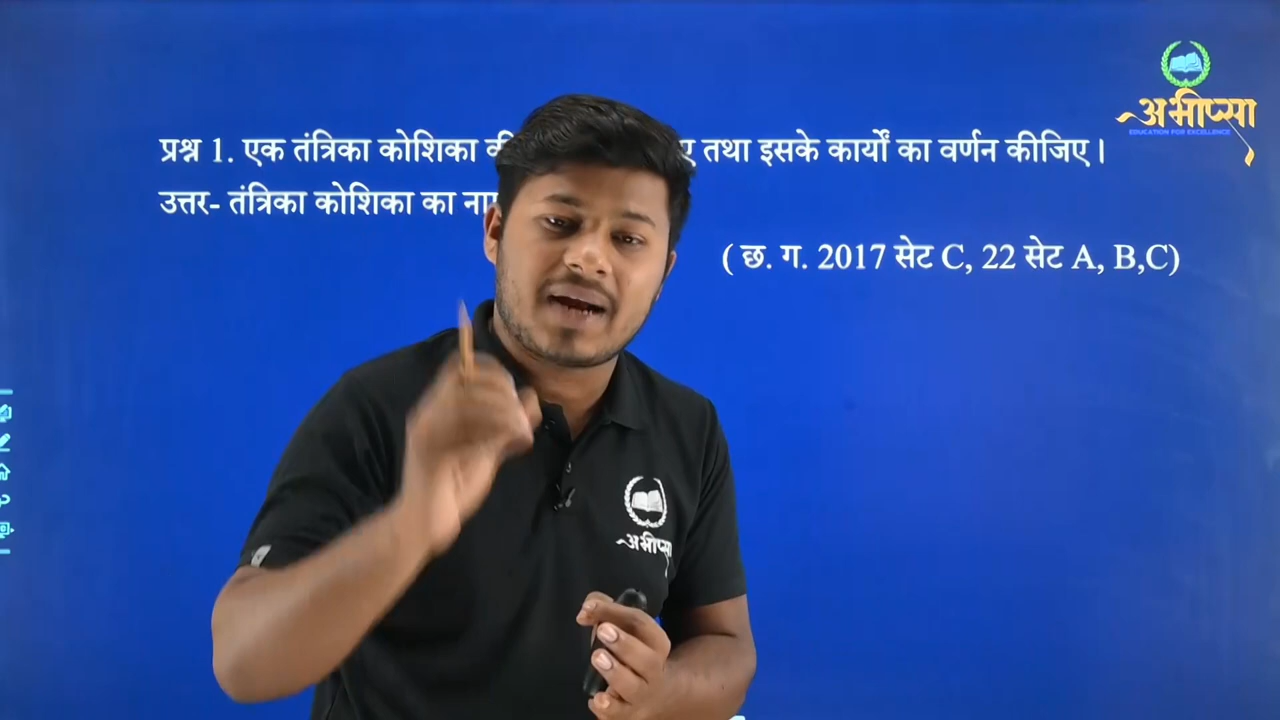 अभीप्सा
EDUCATION FOR EXCELLENCE
प्रश्न 1. एक तंत्रिका कोशिका तथा इसके कार्यों का वर्णन कीजिए।
उत्तर- तंत्रिका कोशिका का
( छ. ग. 2017 सेट C, 22 सेट A, B,C)
अभीप्सा